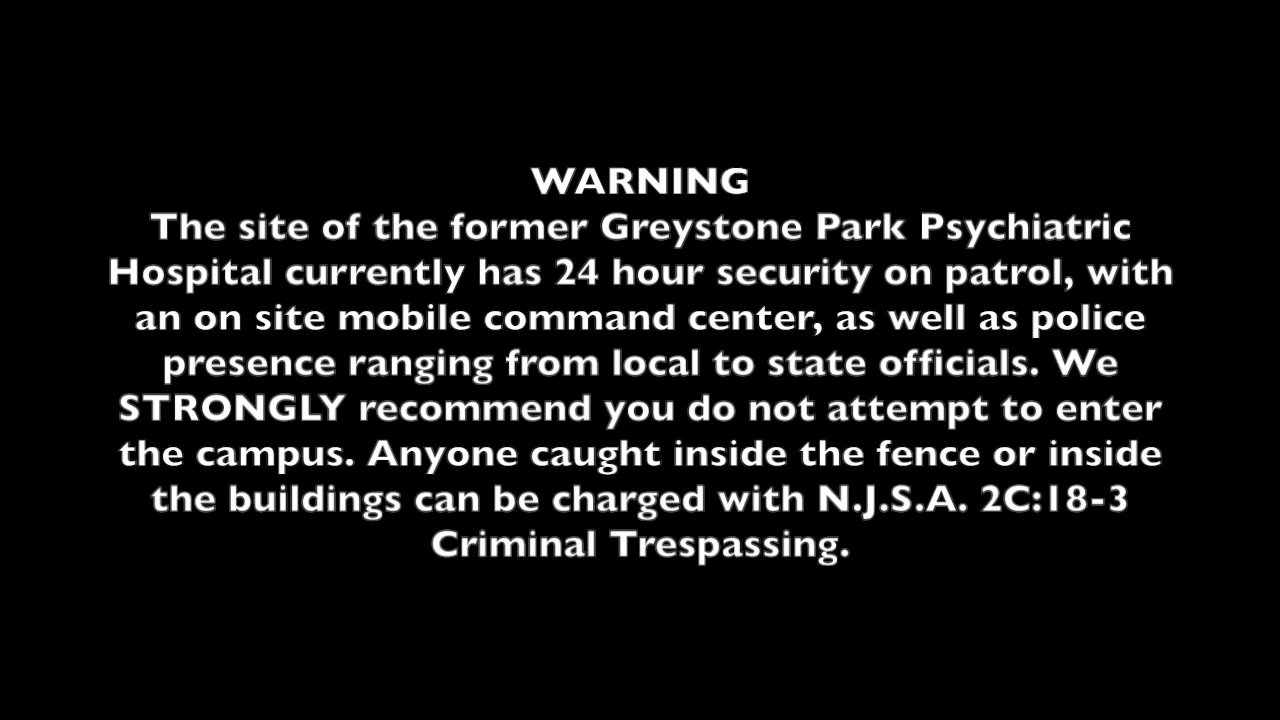 WARNING
The site of the former Greystone Park Psychiatric
Hospital currently has 24 hour security on patrol, with
an on site mobile command center, as well as police
presence ranging from local to state officials. We
STRONGLY recommend you do not attempt to enter
the campus. Anyone caught inside the fence or inside
the buildings can be charged with N.J.S.A. 2C:18-3
Criminal Trespassing.